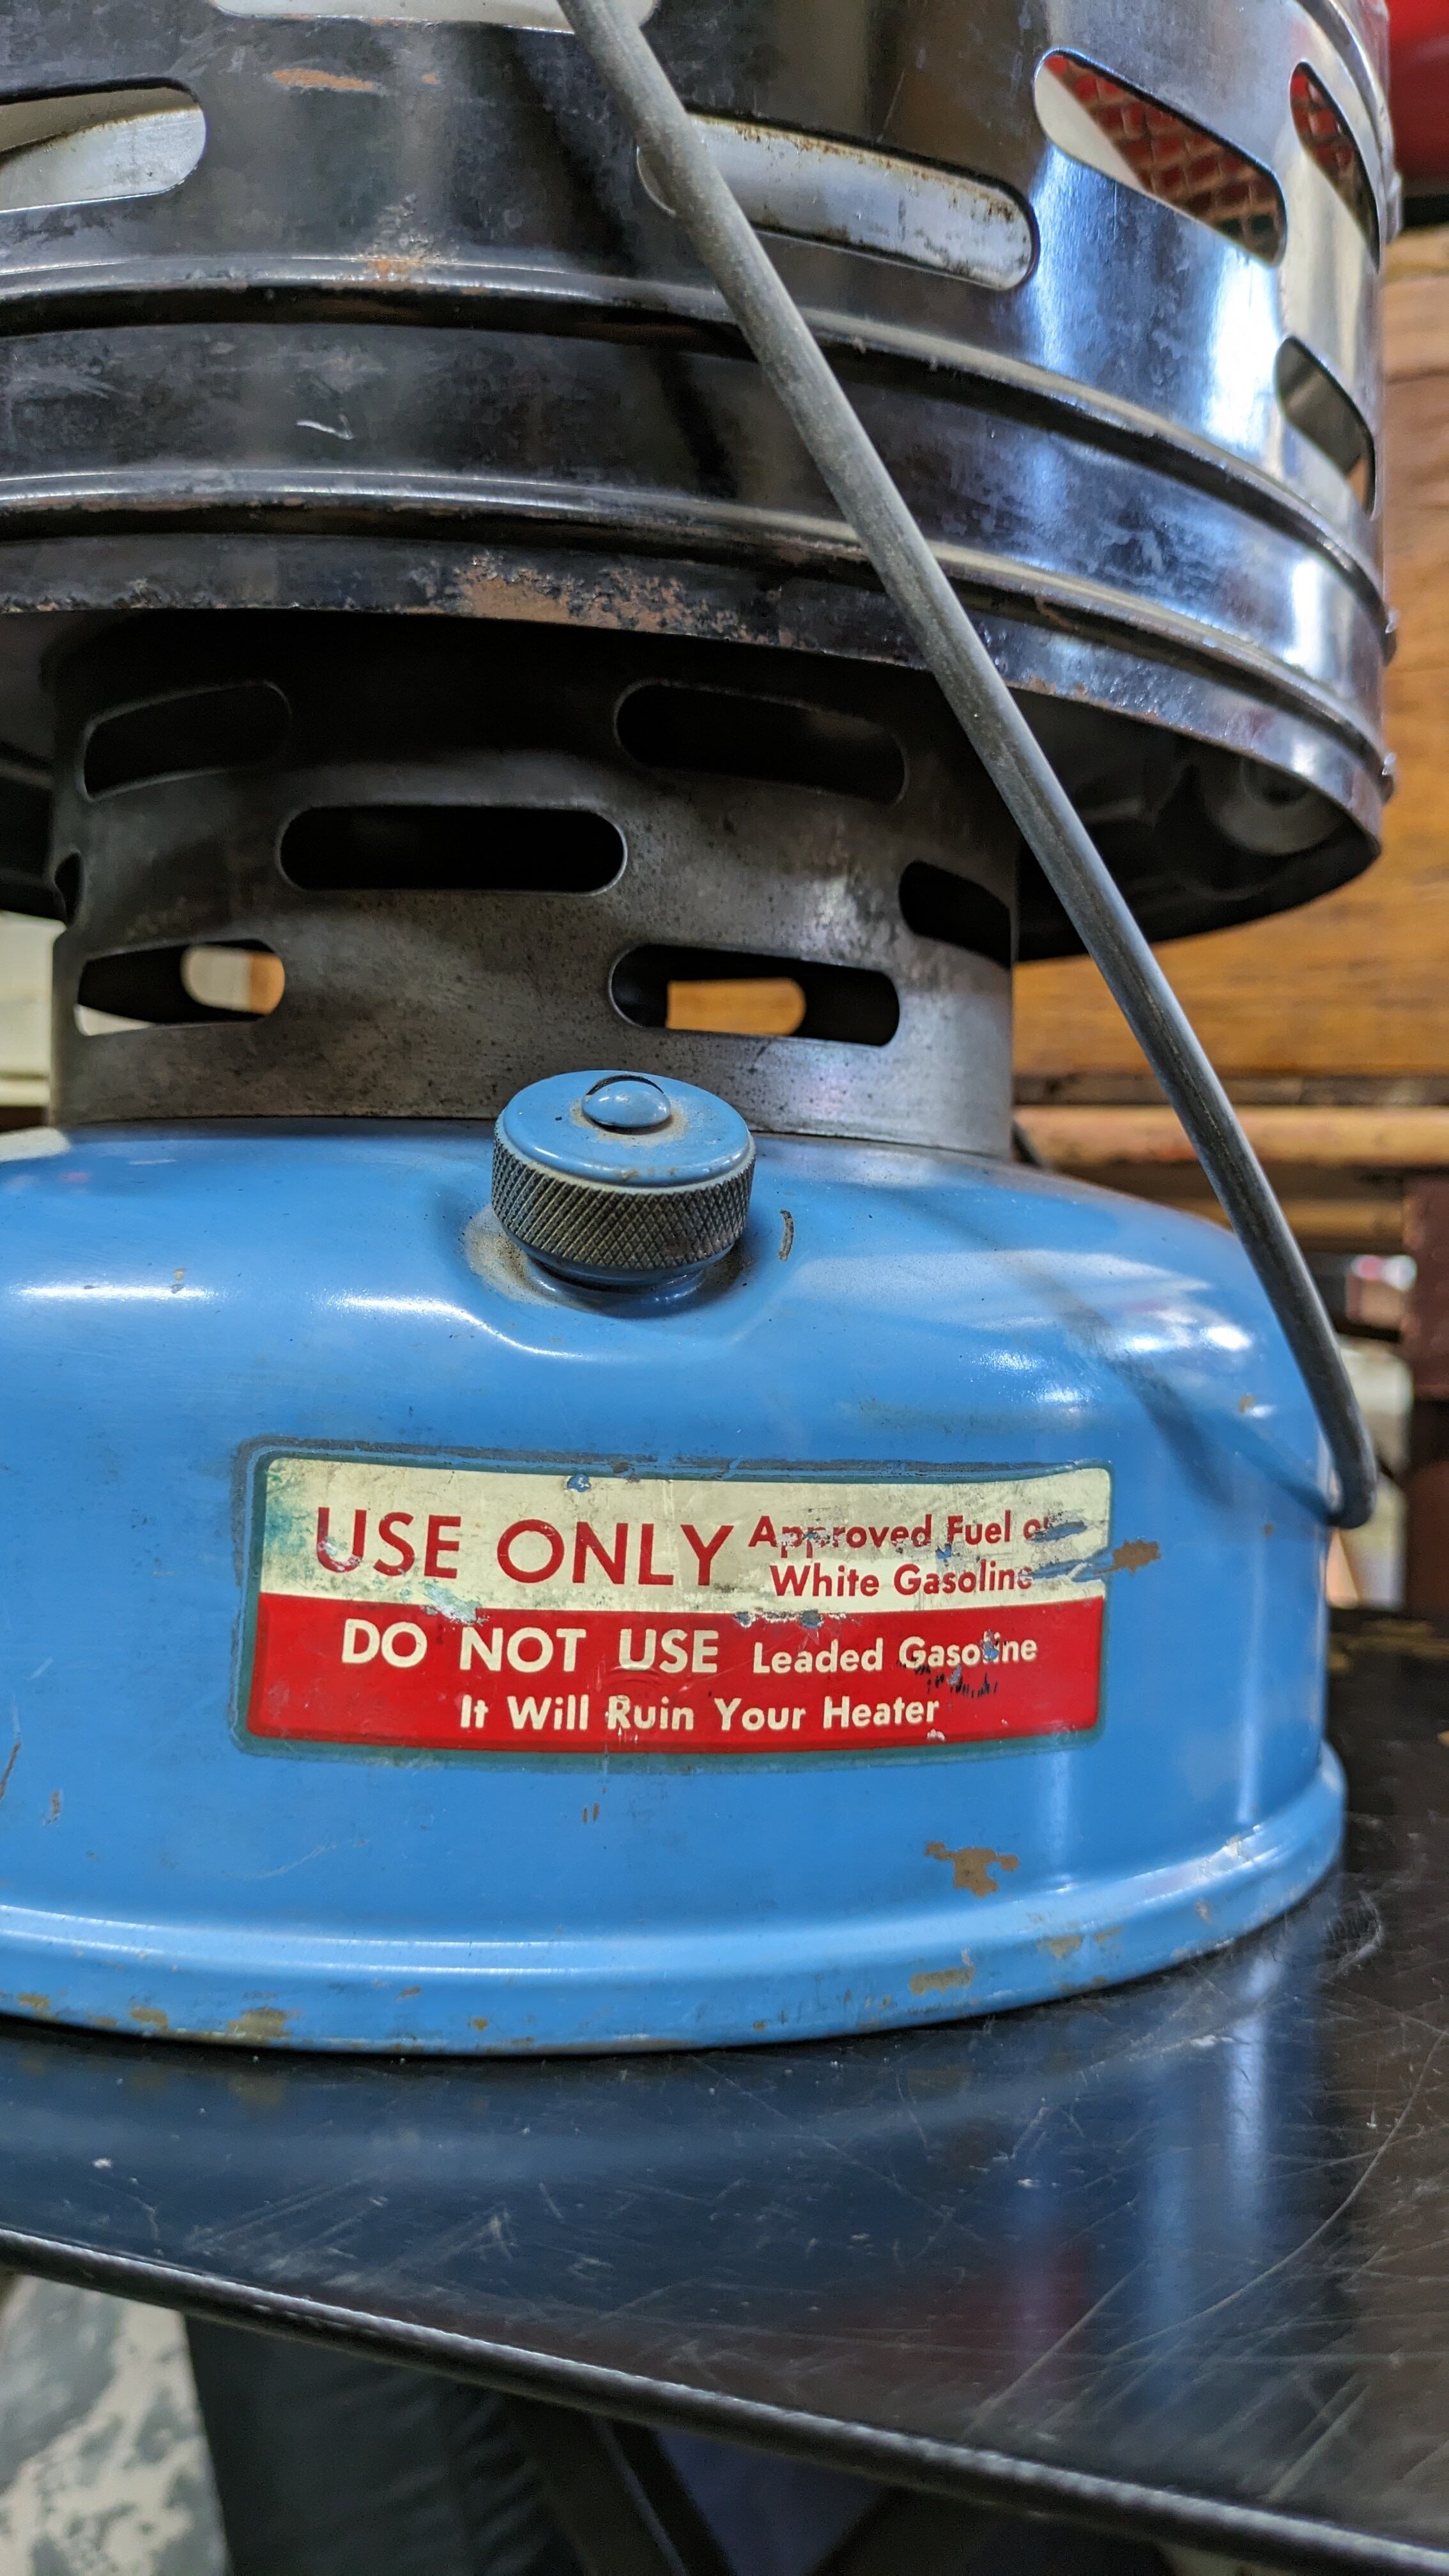 USE ONLY Approved Fuel or
White Gasoline
DO NOT USE Leaded Gasoline
It Will Ruin Your Heater